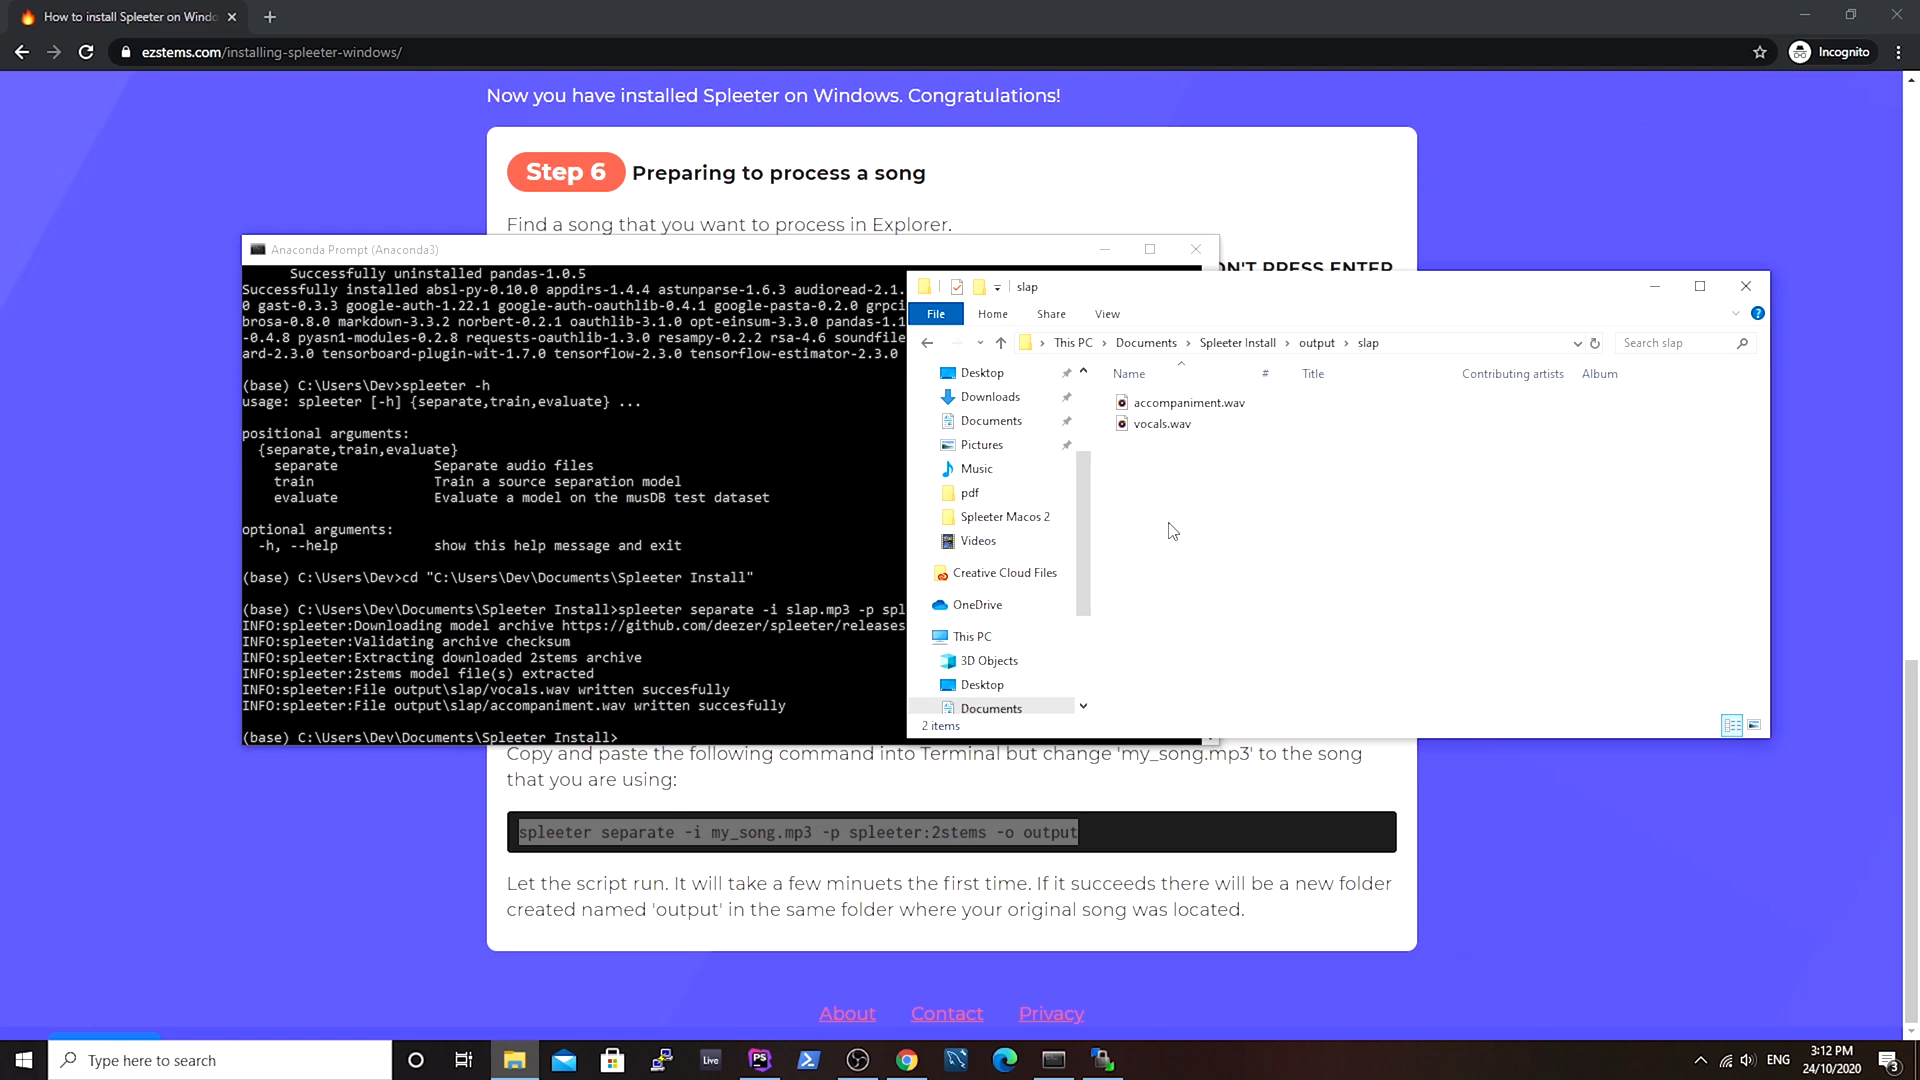 How to install Spleeter on Windo
ezstems.com/installing-spleeter-windows/
Incognito
Now you have installed Spleeter on Windows. Congratulations!
Step 6 Preparing to process a song
Find a song that you want to process in Explorer.
ON'T PRESS ENTER
Anaconda Prompt (Anaconda3)
Successfully uninstalled pandas-1.0.5
Successfully installed absl-py-0.10.0 appdirs-1.4.4 astunparse-1.6.3 audioread-2.1.
0 gast-0.3.3 google-auth-1.22.1 google-auth-oauthlib-0.4.1 google-pasta-0.2.0 grpci
brosa-0.8.0 markdown-3.3.2 norbert-0.2.1 oauthlib-3.1.0 opt-einsum-3.3.0 pandas-1.1
-0.4.8 pyasn1-modules-0.2.8 requests-oauthlib-1.3.0 resampy-0.2.2 rsa-4.6 soundfile
ard-2.3.0 tensorboard-plugin-wit-1.7.0 tensorflow-2.3.0 tensorflow-estimator-2.3.0
(base) C:\Users\Dev>spleeter -h
usage: spleeter [-h] {separate,train,evaluate} ...
positional arguments:
{separate,train,evaluate}
separate Separate audio files
train Train a source separation model
evaluate Evaluate a model on the musDB test dataset
optional arguments:
-h, --help show this help message and exit
(base) C:\Users\Dev>cd "C:\Users\Dev\Documents\Spleeter Install"
(base) C:\Users\Dev\Documents\Spleeter Install>spleeter separate -i slap.mp3 -p spl
INFO:spleeter:Downloading model archive https://github.com/deezer/spleeter/releases
INFO:spleeter:Validating archive checksum
INFO:spleeter:Extracting downloaded 2stems archive
INFO:spleeter:2stems model file(s) extracted
INFO:spleeter:File output\slap/vocals.wav written succesfully
INFO:spleeter:File output\slap/accompaniment.wav written succesfully
(base) C:\Users\Dev\Documents\Spleeter Install>
slap
File Home Share View
This PC > Documents > Spleeter Install > output > slap
Search slap
Name # Title Contributing artists Album
accompaniment.wav
vocals.wav
Desktop
Downloads
Documents
Pictures
Music
pdf
Spleeter Macos 2
Videos
Creative Cloud Files
OneDrive
This PC
3D Objects
Desktop
Documents
2 items
Copy and paste the following command into Terminal but change 'my_song.mp3' to the song
that you are using:
spleeter separate -i my_song.mp3 -p spleeter:2stems -o output
Let the script run. It will take a few minuets the first time. If it succeeds there will be a new folder
created named 'output' in the same folder where your original song was located.
About Contact Privacy
Type here to search
Live
PS
ENG
3:12 PM
24/10/2020
3